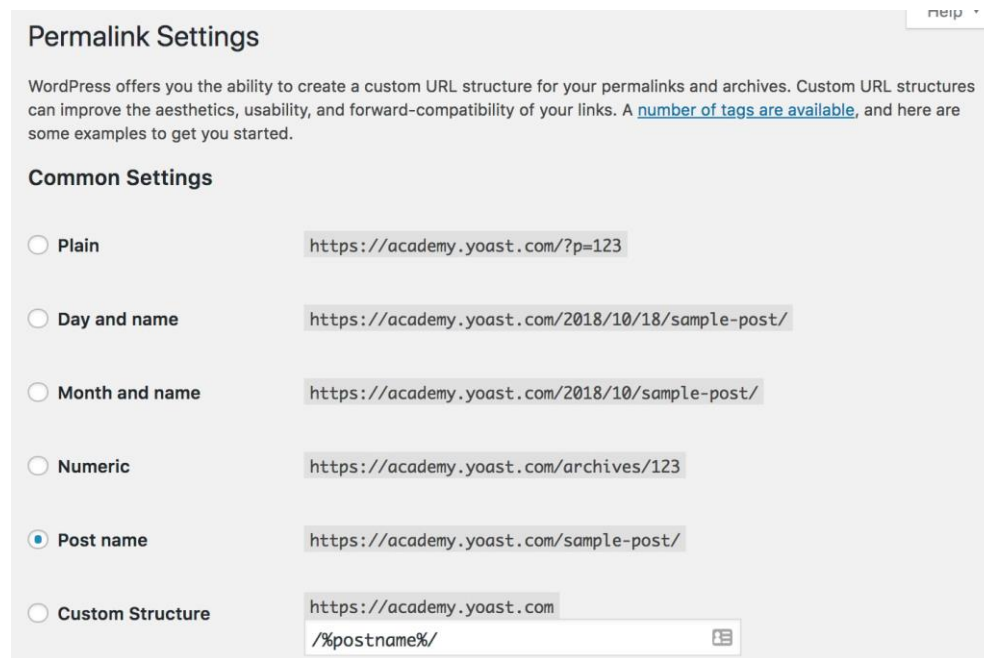 Help
Permalink Settings
WordPress offers you the ability to create a custom URL structure for your permalinks and archives. Custom URL structures
can improve the aesthetics, usability, and forward-compatibility of your links. A number of tags are available, and here are
some examples to get you started.
Common Settings
Plain https://academy.yoast.com/?p=123
Day and name https://academy.yoast.com/2018/10/18/sample-post/
Month and name https://academy.yoast.com/2018/10/sample-post/
Numeric https://academy.yoast.com/archives/123
Post name https://academy.yoast.com/sample-post/
Custom Structure https://academy.yoast.com
/%postname%/